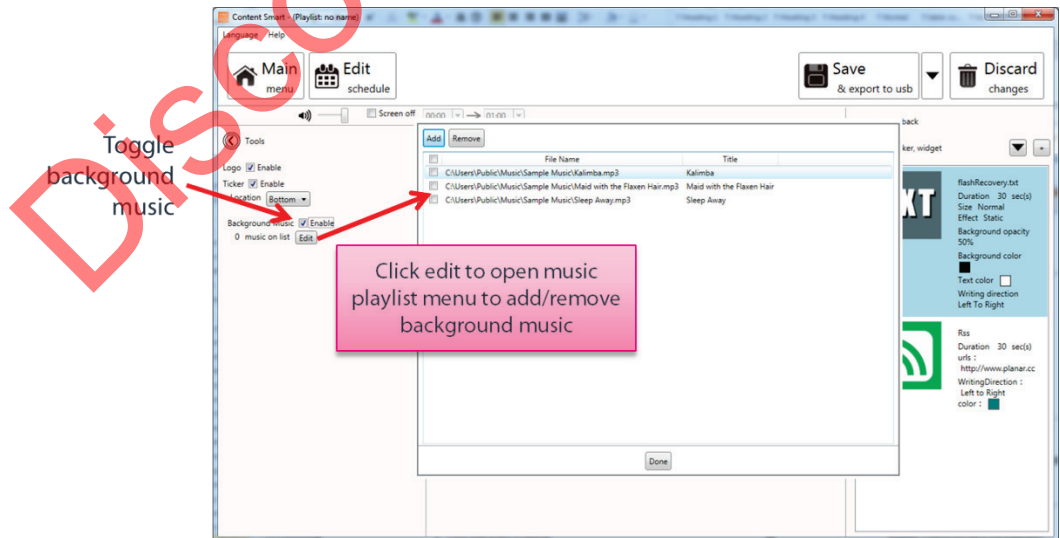 Content Smart - (Playlist: no name)
Language Help
Main
menu
Edit
schedule
Save
& export to usb
Discard
changes
Screen off 00:00 → 01:00
back
Tools
Logo Enable
Ticker Enable
Location Bottom
Background Music Enable
0 music on list Edit
Toggle
background
music
Add Remove
File Name Title
C:\Users\Public\Music\Sample Music\Kalimba.mp3 Kalimba
C:\Users\Public\Music\Sample Music\Maid with the Flaxen Hair.mp3 Maid with the Flaxen Hair
C:\Users\Public\Music\Sample Music\Sleep Away.mp3 Sleep Away
Click edit to open music
playlist menu to add/remove
background music
Done
ker, widget
XT
flashRecovery.txt
Duration 30 sec(s)
Size Normal
Effect Static
Background opacity
50%
Background color
Text color
Writing direction
Left To Right
Rss
Duration 30 sec(s)
urls :
http://www.planar.cc
WritingDirection :
Left to Right
color :
Disco